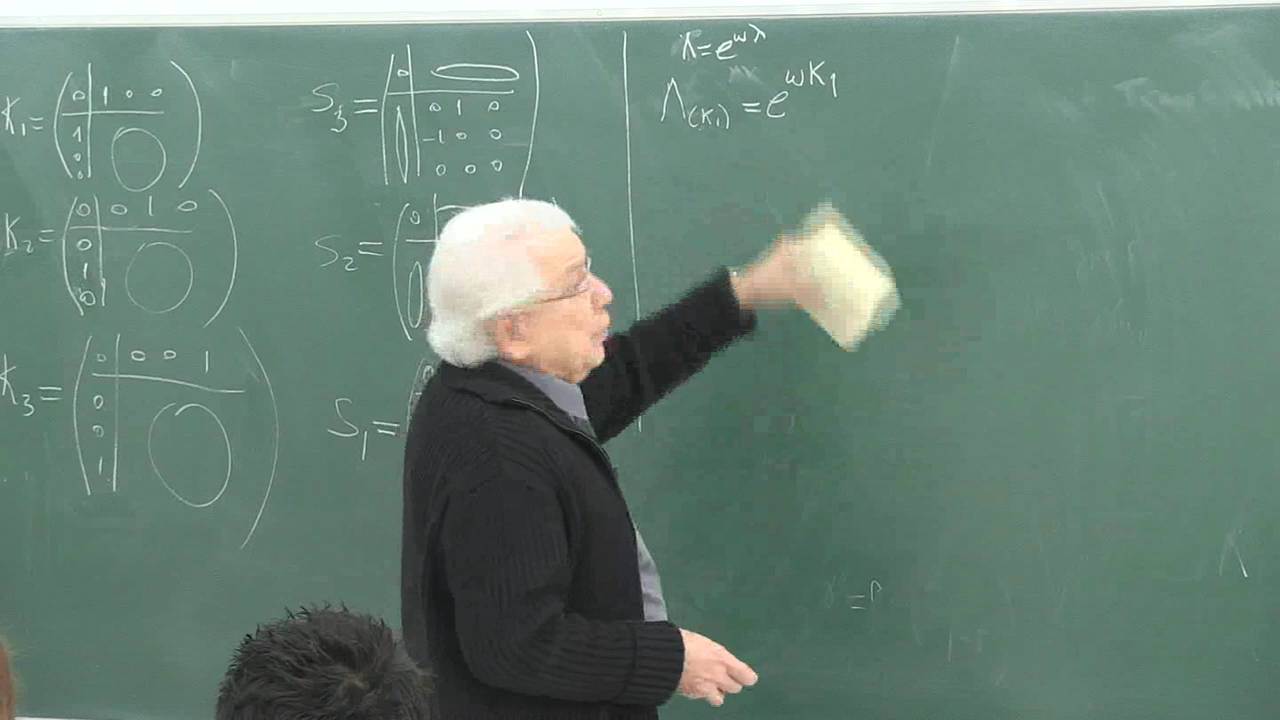 K₁ = ( 0 | 1 0 0
1 |
0 |
0 | )
K₂ = ( 0 | 0 1 0
0 |
1 |
0 | )
K₃ = ( 0 | 0 0 1
0 |
0 |
1 | )
S₃ = ( 0 |
0 1 0
-1 0 0
0 0 0 )
S₂ = ( 0 |
S₁ = (
Λ = e^{ωλ}
Λ_{(K₁)} = e^{ωK₁}
=
Λ